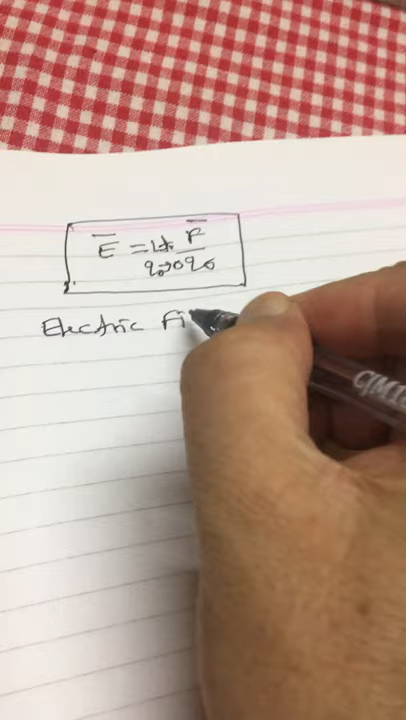 E̅ = Lt F̅
q₀→0 q₀
Electric Fi